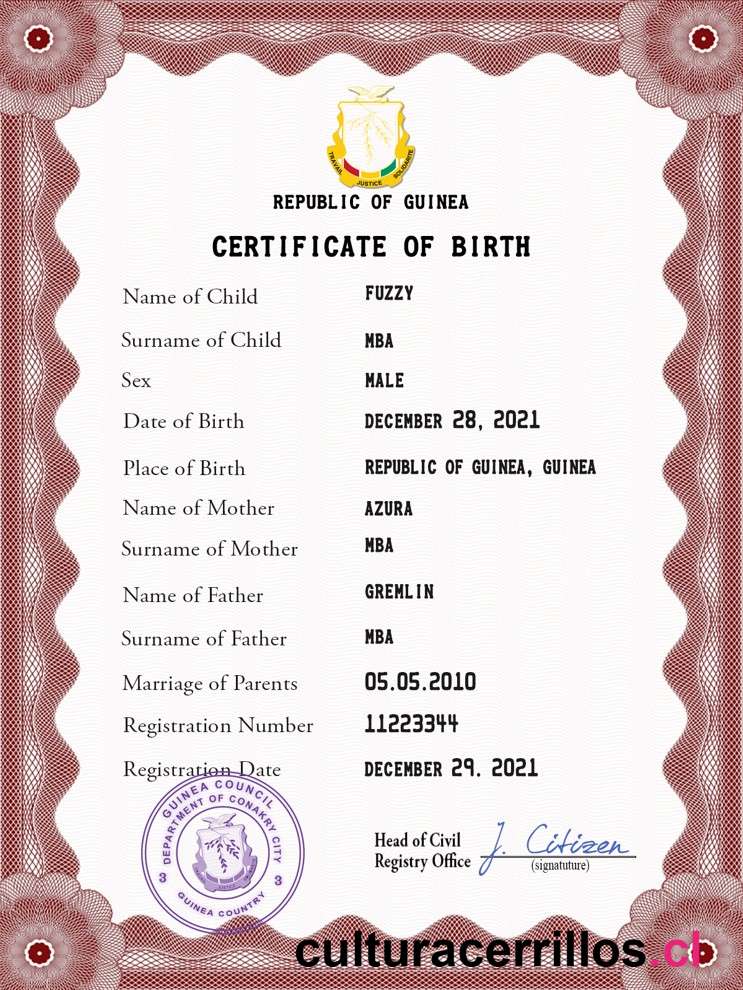 TRAVAIL JUSTICE SOLIDARITE
REPUBLIC OF GUINEA
CERTIFICATE OF BIRTH
Name of Child FUZZY
Surname of Child MBA
Sex MALE
Date of Birth DECEMBER 28, 2021
Place of Birth REPUBLIC OF GUINEA, GUINEA
Name of Mother AZURA
Surname of Mother MBA
Name of Father GREMLIN
Surname of Father MBA
Marriage of Parents 05.05.2010
Registration Number 11223344
Registration Date DECEMBER 29. 2021
GUINEA COUNCIL
DEPARTMENT OF CONAKRY CITY
3 3
GUINEA COUNTRY
Head of Civil
Registry Office J. Citizen
(signatuture)
culturacerrillos.cl